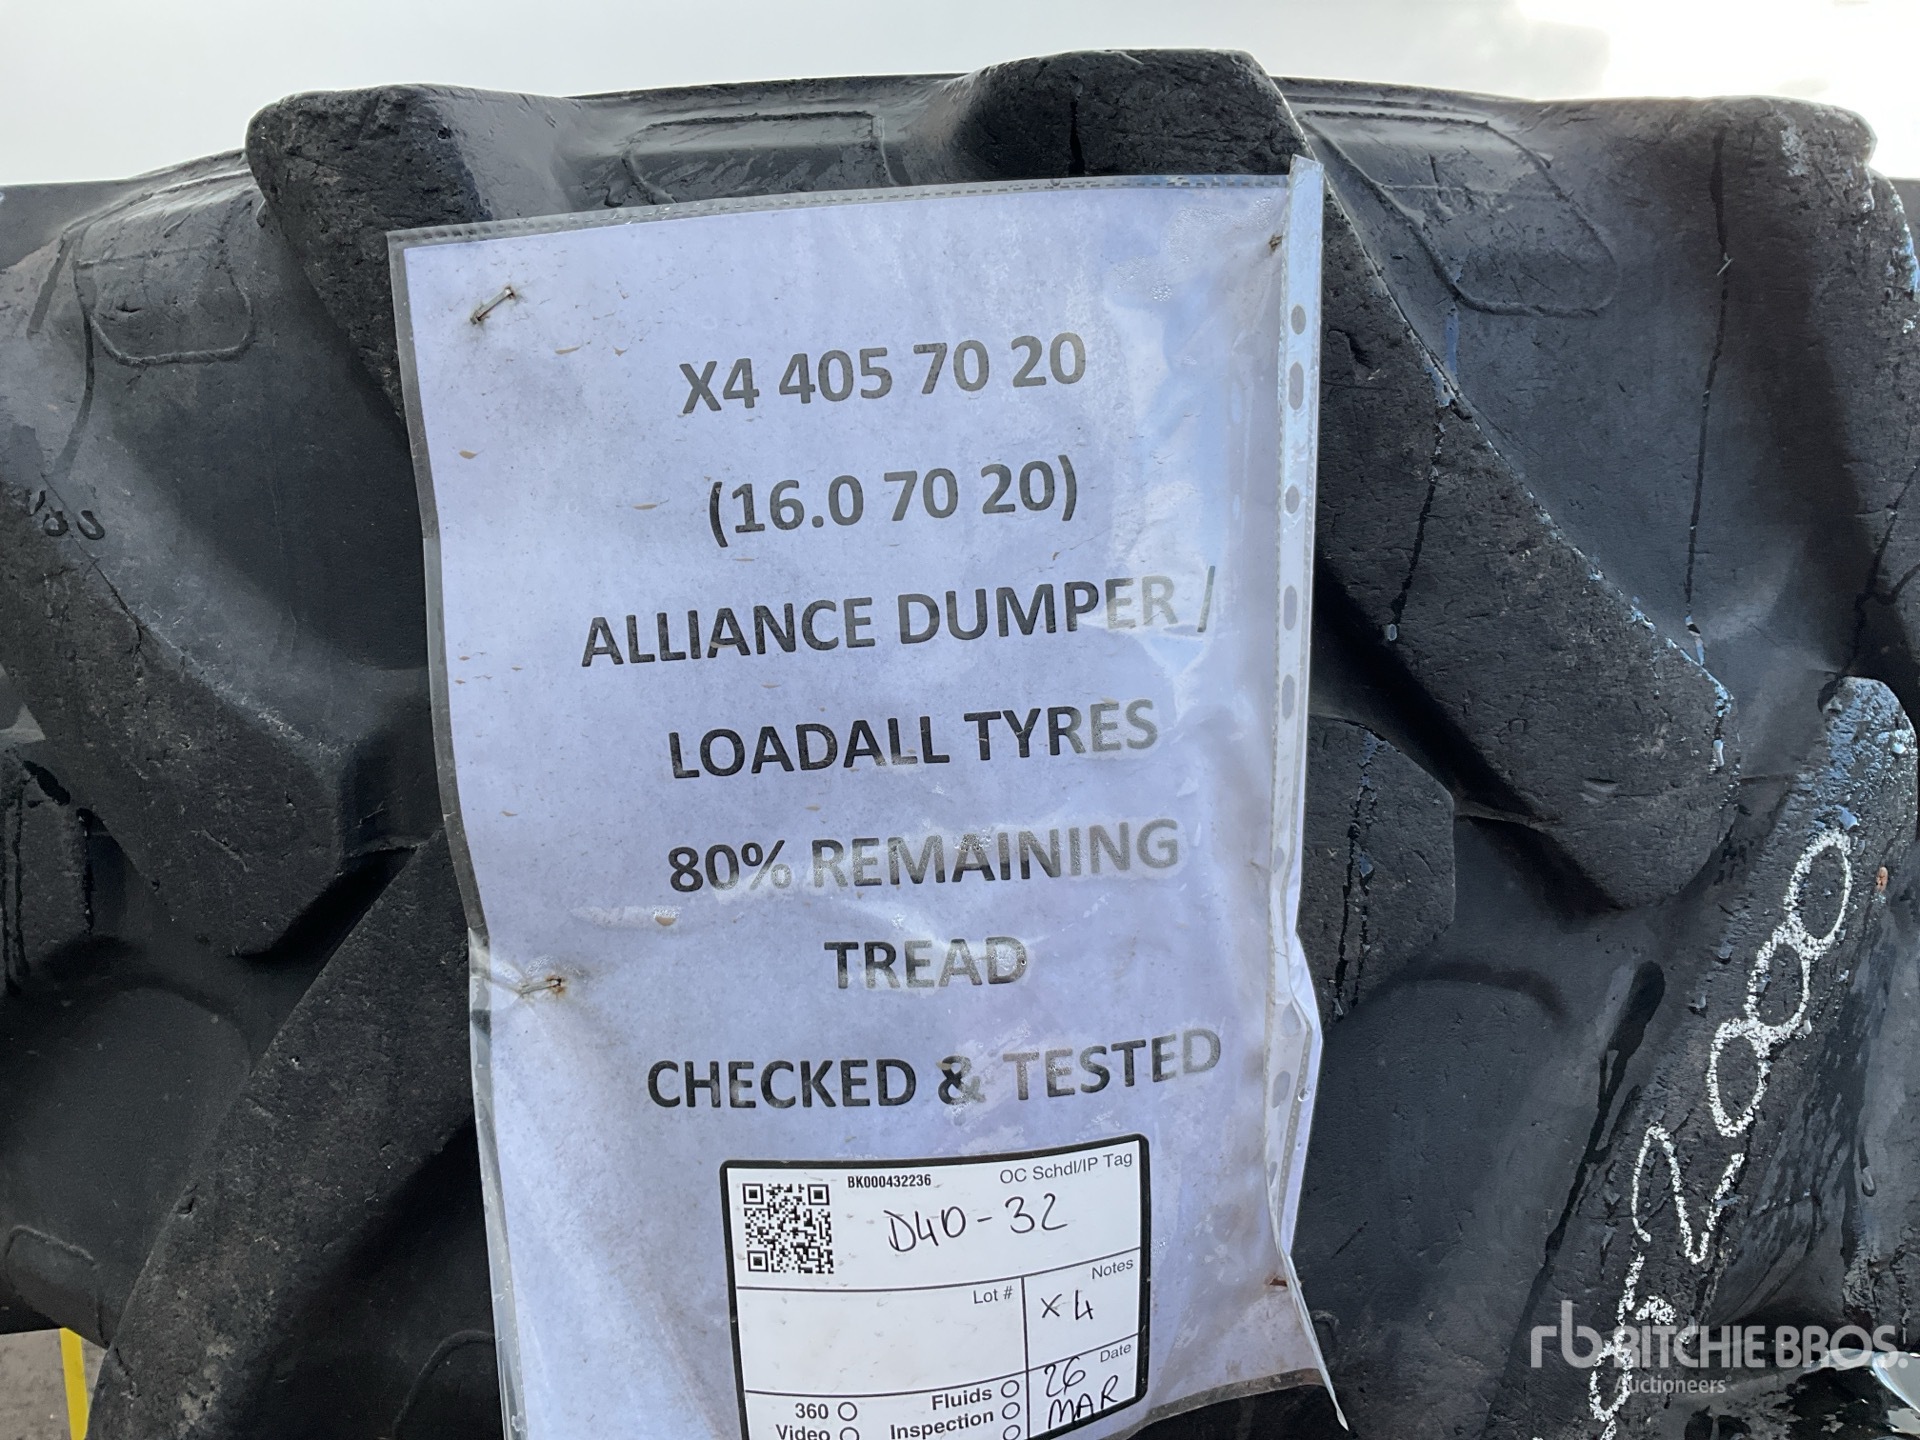 X4 405 70 20
(16.0 70 20)
ALLIANCE DUMPER /
LOADALL TYRES
80% REMAINING
TREAD
CHECKED & TESTED
BK000432236
OC Schdl/IP Tag
D40-32
Lot #
Notes
X4
Date
26
MAR
360
Fluids
Video
Inspection
rb RITCHIE BROS.
Auctioneers